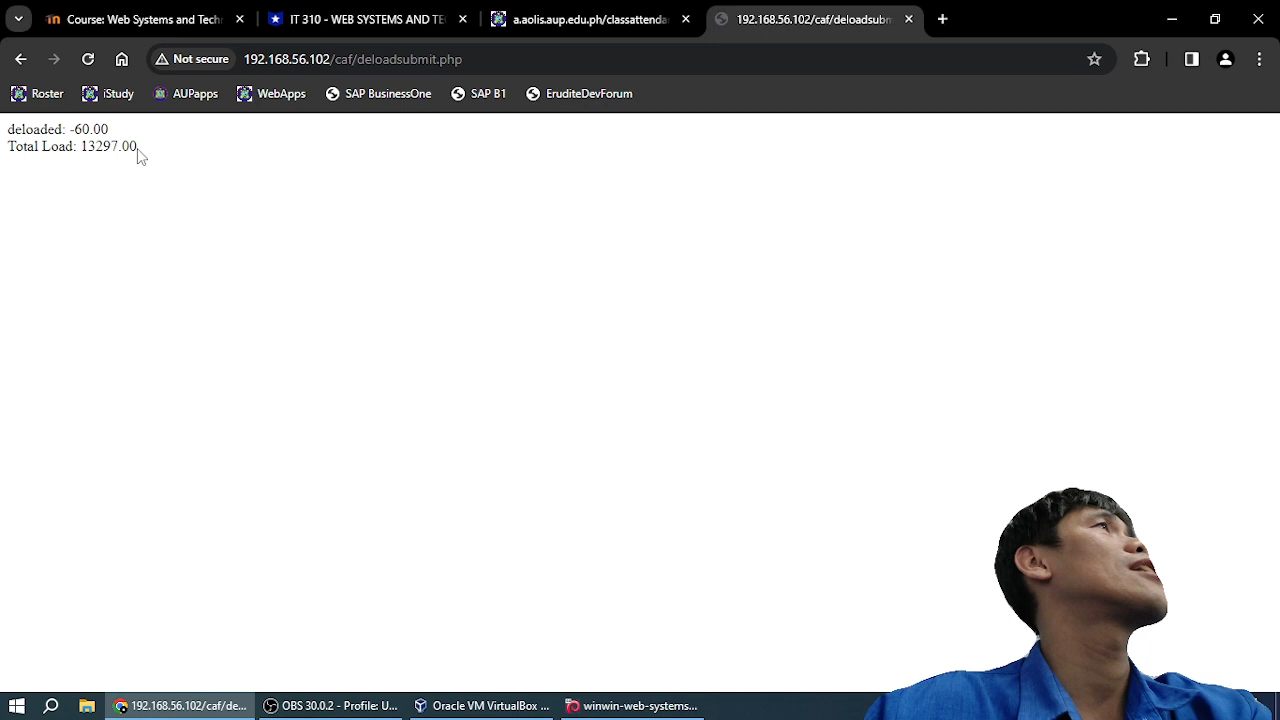 Course: Web Systems and Techn
IT 310 - WEB SYSTEMS AND TE
a.aolis.aup.edu.ph/classattenda
192.168.56.102/caf/deloadsubm
Not secure
192.168.56.102/caf/deloadsubmit.php
Roster
iStudy
AUPapps
WebApps
SAP BusinessOne
SAP B1
EruditeDevForum
deloaded: -60.00
Total Load: 13297.00
192.168.56.102/caf/de...
OBS 30.0.2 - Profile: U...
Oracle VM VirtualBox ...
winwin-web-systems...